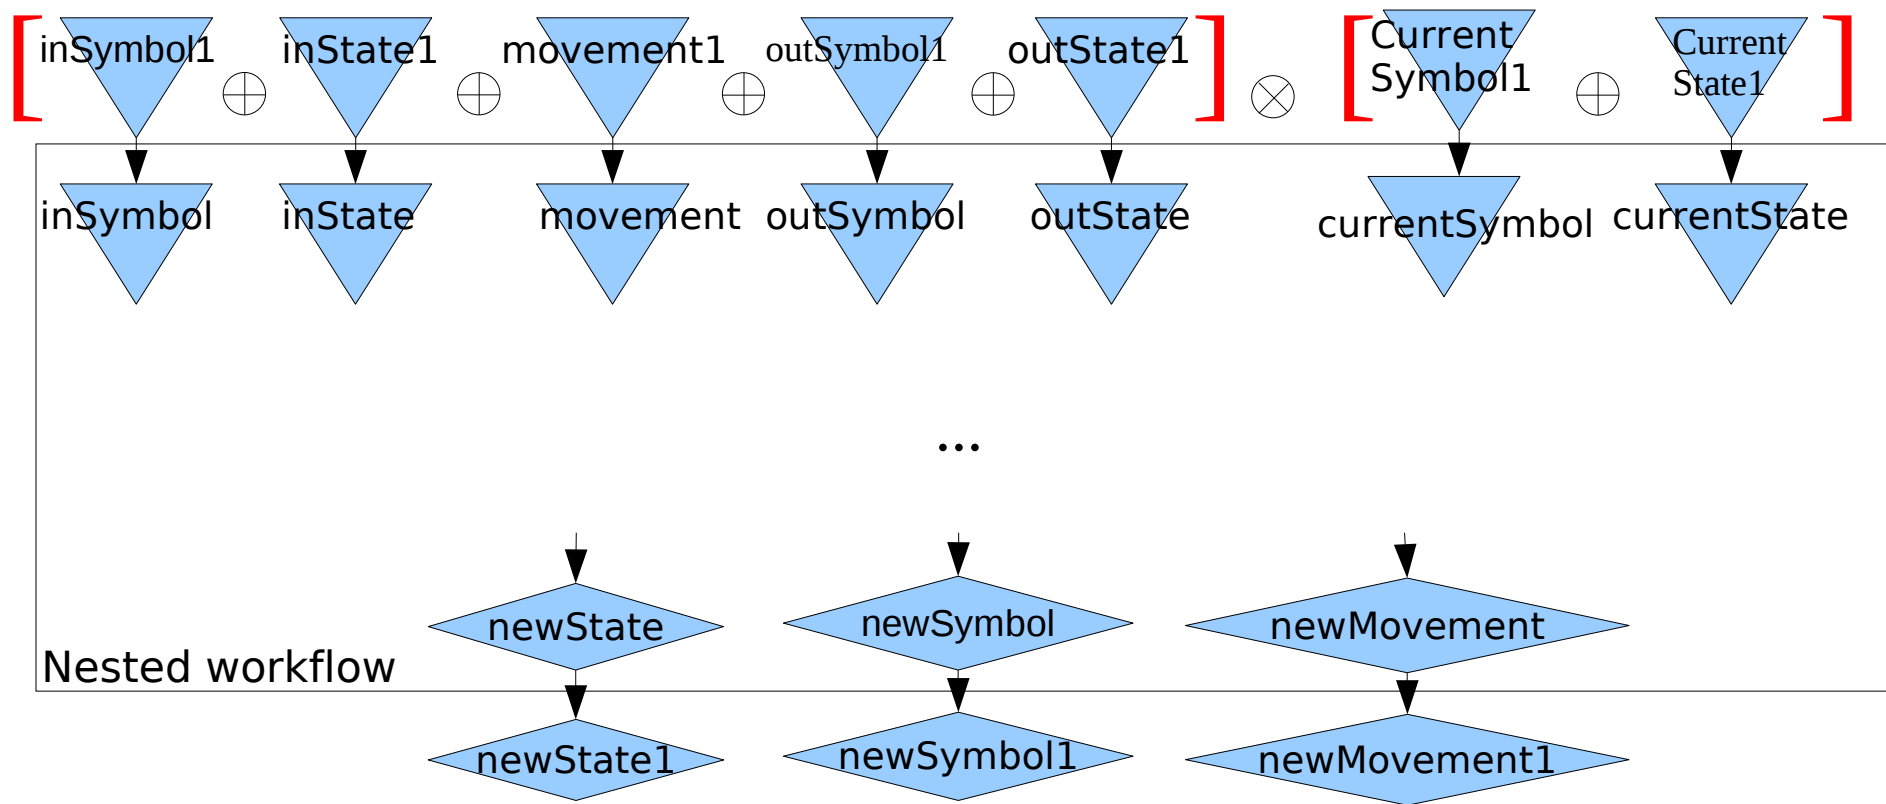 [ inSymbol1 ⊕ inState1 ⊕ movement1 ⊕ outSymbol1 ⊕ outState1 ] ⊗ [ Current Symbol1 ⊕ Current State1 ]
inSymbol inState movement outSymbol outState currentSymbol currentState
...
newState newSymbol newMovement
Nested workflow
newState1 newSymbol1 newMovement1